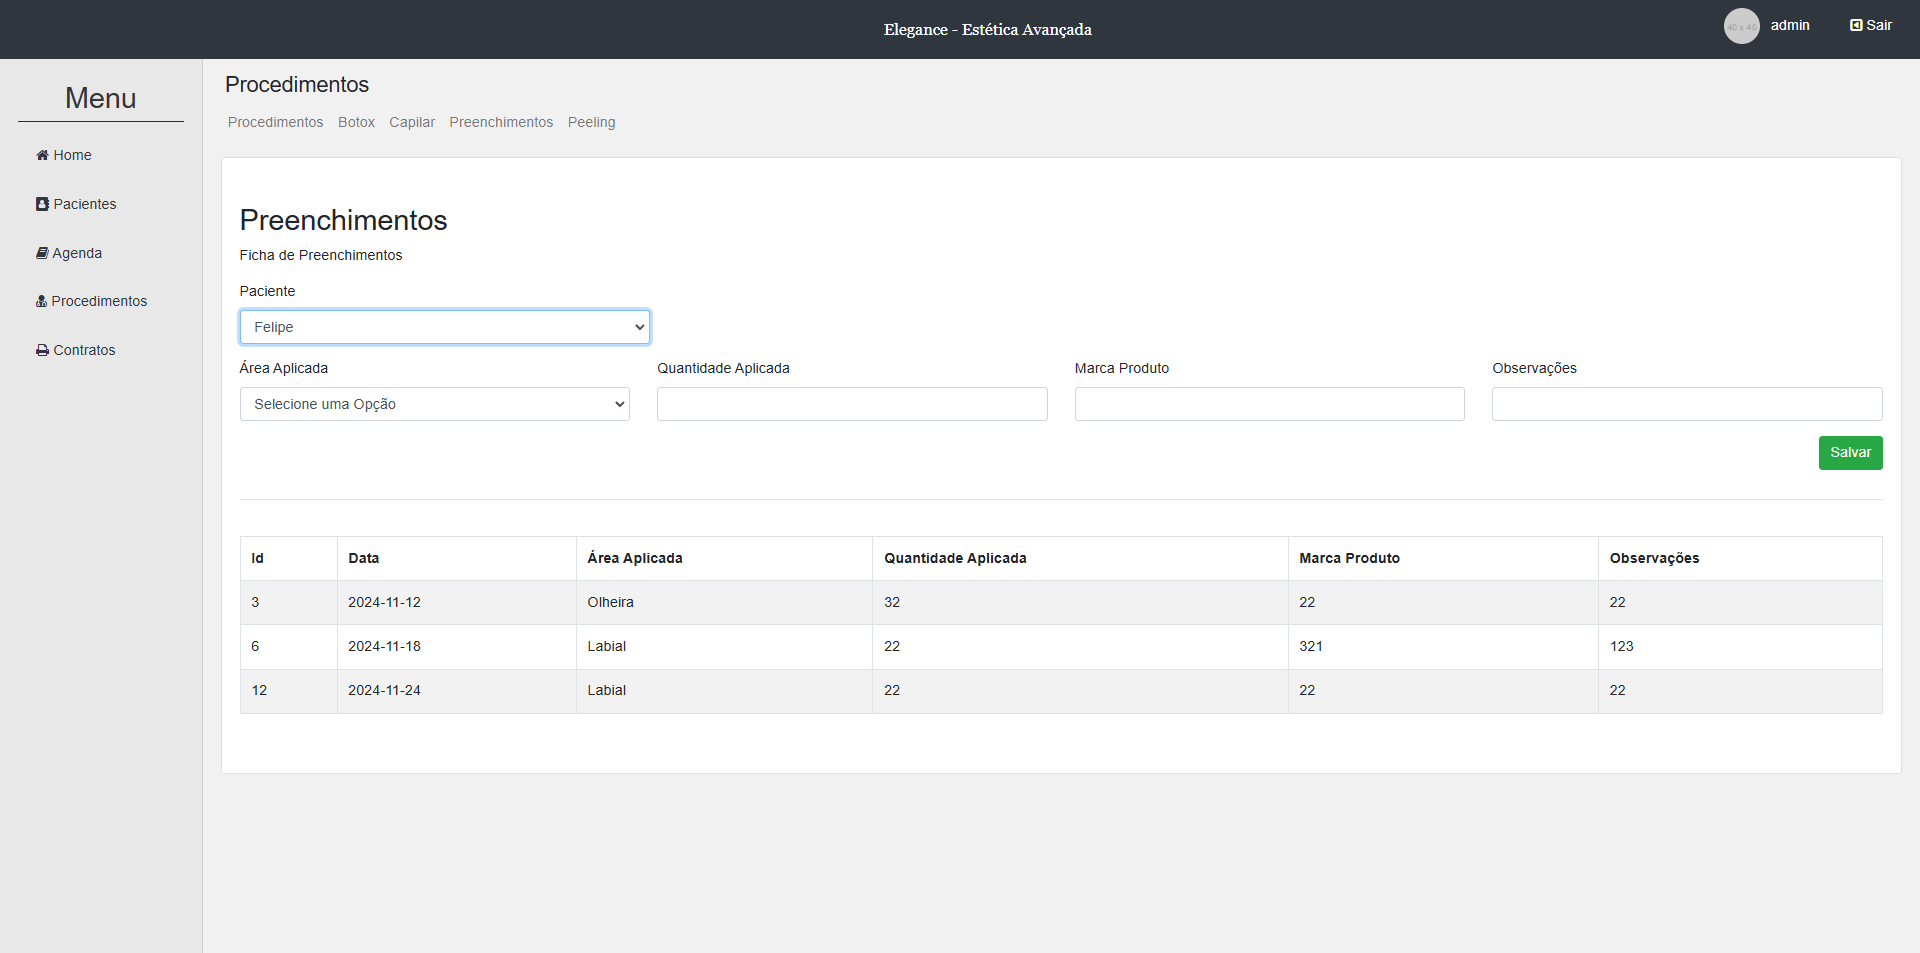 Elegance - Estética Avançada
40 x 40 admin Sair
Menu
Home
Pacientes
Agenda
Procedimentos
Contratos
Procedimentos
Procedimentos Botox Capilar Preenchimentos Peeling
Preenchimentos
Ficha de Preenchimentos
Paciente
Felipe
Área Aplicada Quantidade Aplicada Marca Produto Observações
Selecione uma Opção
Salvar
Id Data Área Aplicada Quantidade Aplicada Marca Produto Observações
3 2024-11-12 Olheira 32 22 22
6 2024-11-18 Labial 22 321 123
12 2024-11-24 Labial 22 22 22